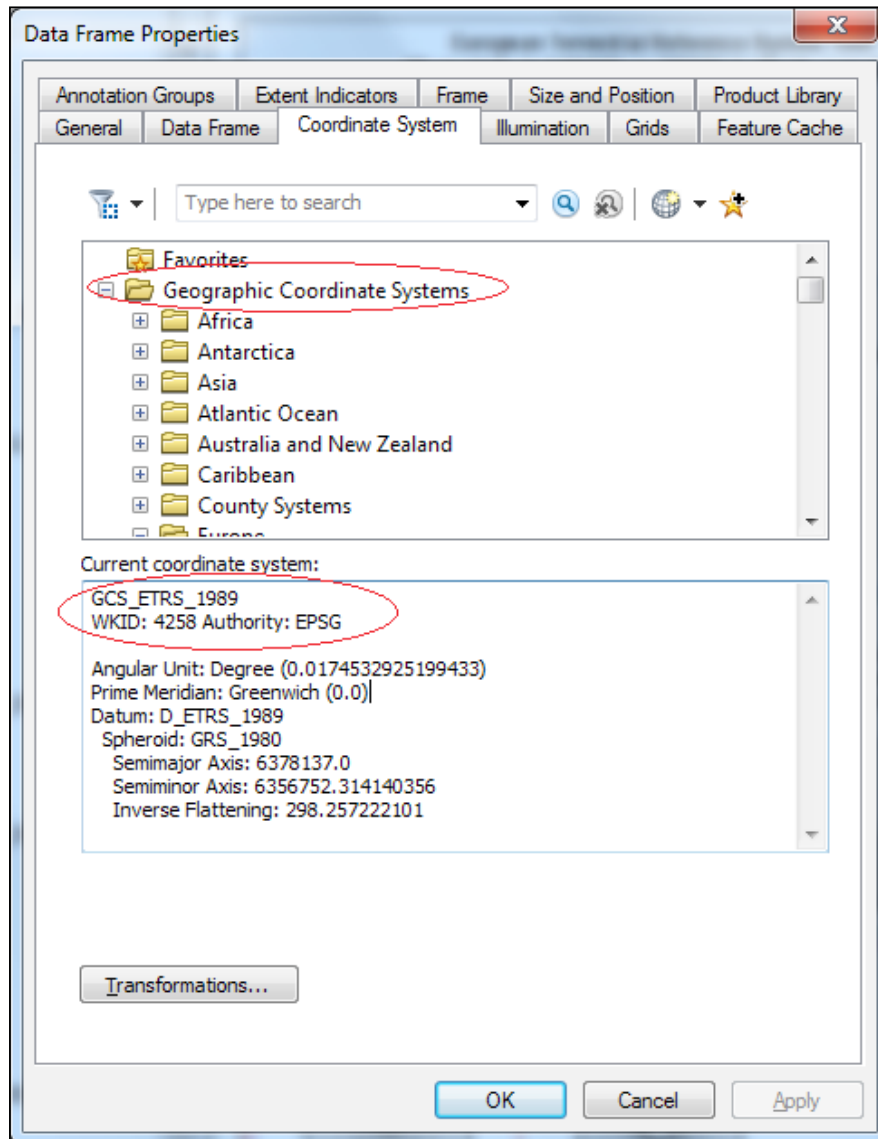 Data Frame Properties
Annotation Groups Extent Indicators Frame Size and Position Product Library
General Data Frame Coordinate System Illumination Grids Feature Cache
Type here to search
Favorites
Geographic Coordinate Systems
Africa
Antarctica
Asia
Atlantic Ocean
Australia and New Zealand
Caribbean
County Systems
Europe
Current coordinate system:
GCS_ETRS_1989
WKID: 4258 Authority: EPSG
Angular Unit: Degree (0.0174532925199433)
Prime Meridian: Greenwich (0.0)
Datum: D_ETRS_1989
Spheroid: GRS_1980
Semimajor Axis: 6378137.0
Semiminor Axis: 6356752.314140356
Inverse Flattening: 298.257222101
Transformations...
OK Cancel Apply